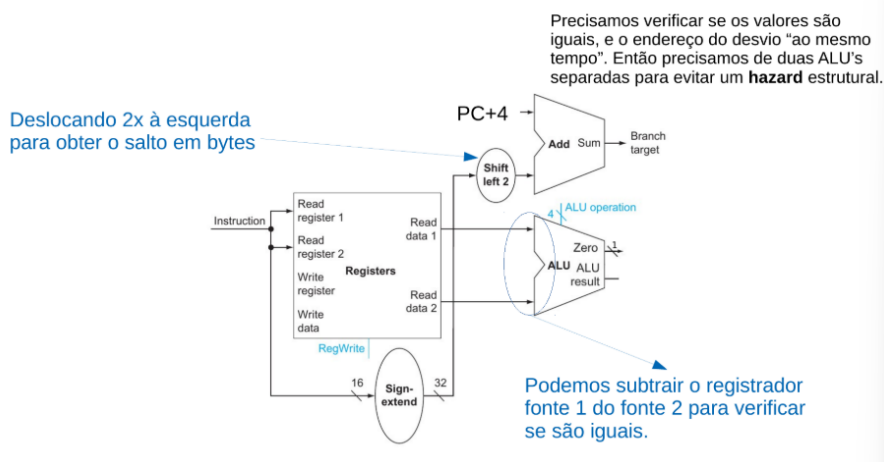 Precisamos verificar se os valores são
iguais, e o endereço do desvio “ao mesmo
tempo”. Então precisamos de duas ALU’s
separadas para evitar um hazard estrutural.
Deslocando 2x à esquerda
para obter o salto em bytes
PC+4
Add Sum
Branch
target
Shift
left 2
4
ALU operation
Instruction
Read
register 1
Read
register 2
Write
register
Write
data
Registers
Read
data 1
Read
data 2
RegWrite
Zero
1
ALU
ALU
result
16
Sign-
extend
32
Podemos subtrair o registrador
fonte 1 do fonte 2 para verificar
se são iguais.